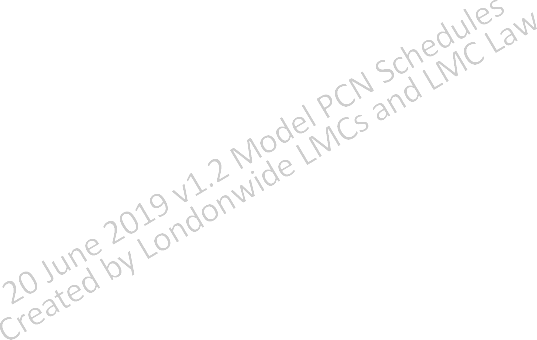 20 June 2019 v1.2 Model PCN Schedules
Created by Londonwide LMCs and LMC Law